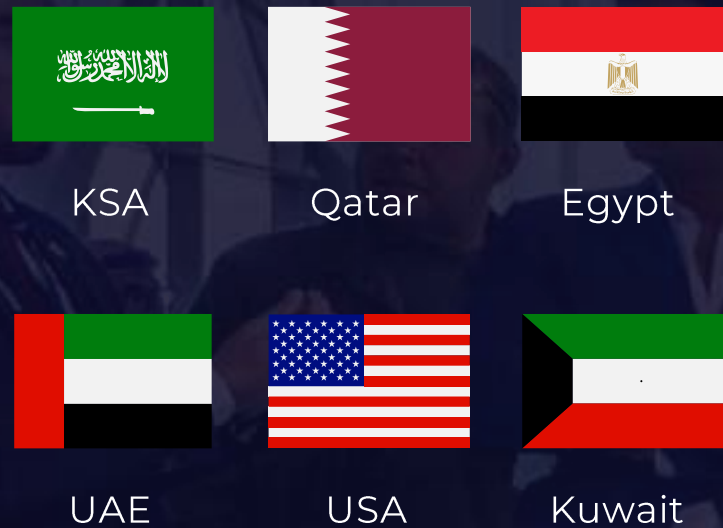 لا إله إلا الله محمد رسول الله
KSA
Qatar
Egypt
UAE
USA
Kuwait